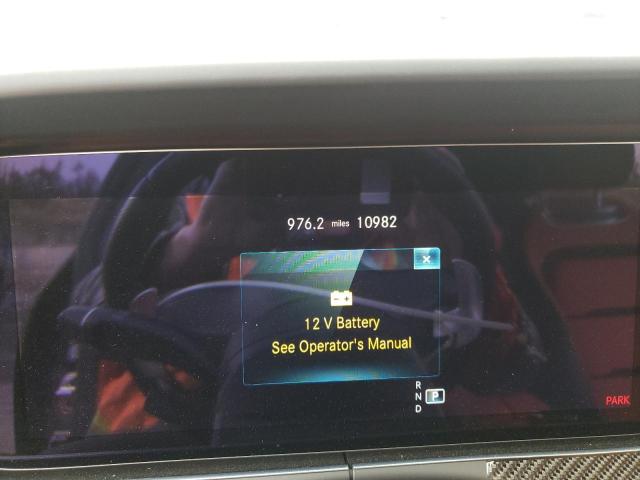 976.2 miles 10982
×
12 V Battery
See Operator's Manual
R
N P
D
PARK